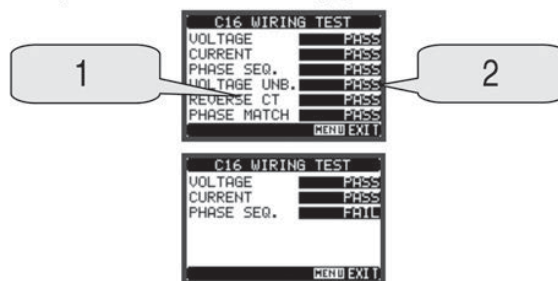 C16 WIRING TEST
VOLTAGE PASS
CURRENT PASS
PHASE SEQ. PASS
VOLTAGE UNB. PASS
REVERSE CT PASS
PHASE MATCH PASS
MENU EXIT
1
2
C16 WIRING TEST
VOLTAGE PASS
CURRENT PASS
PHASE SEQ. FAIL
MENU EXIT